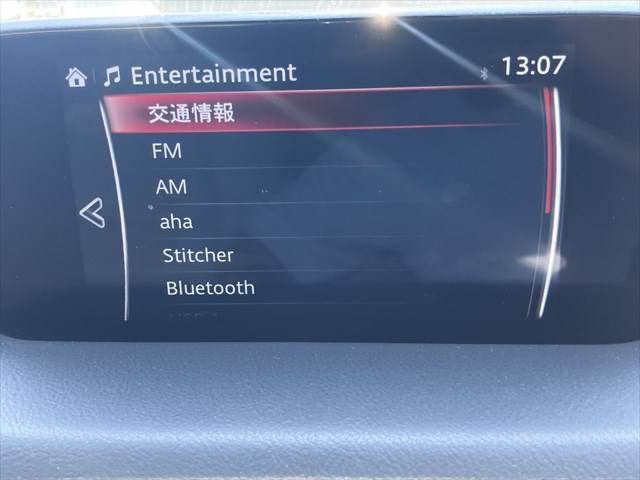 Entertainment 13:07
交通情報
FM
AM
aha
Stitcher
Bluetooth